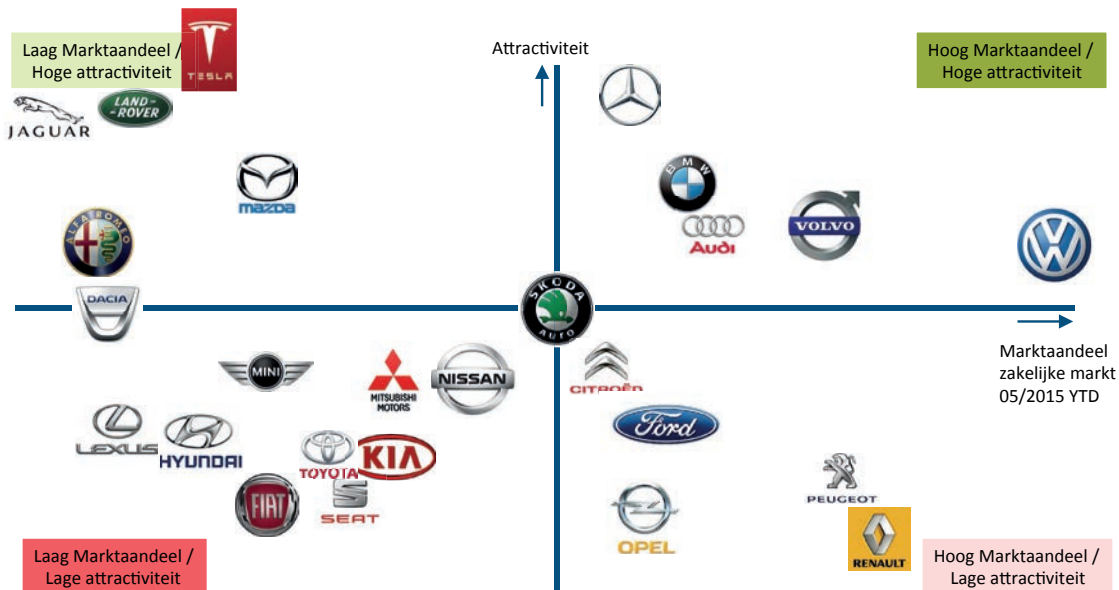 Laag Marktaandeel /
Hoge attractiviteit
TESLA
Attractiviteit
Hoog Marktaandeel /
Hoge attractiviteit
JAGUAR
LAND-
-ROVER
mazda
BMW
Audi
VOLVO
ALFA ROMEO
DACIA
SKODA
auto
Marktaandeel
zakelijke markt
05/2015 YTD
MINI
MITSUBISHI
MOTORS
NISSAN
CITROËN
LEXUS
HYUNDAI
TOYOTA
KIA
Ford
FIAT
SEAT
OPEL
PEUGEOT
RENAULT
Laag Marktaandeel /
Lage attractiviteit
Hoog Marktaandeel /
Lage attractiviteit